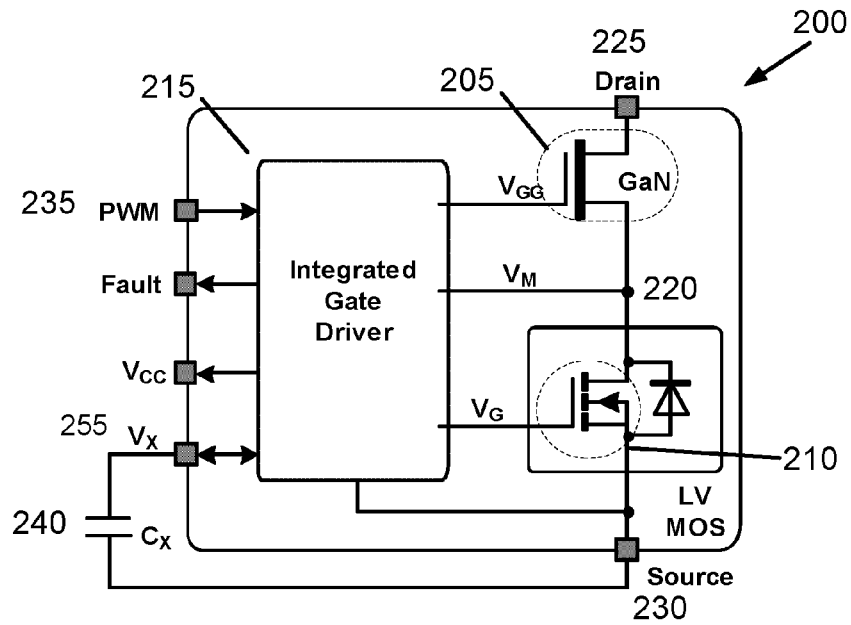 200
225
Drain
205
215
GaN
V_GG
235
PWM
Integrated
Gate
Driver
Fault
V_M
220
V_CC
255
V_X
V_G
210
240
C_X
LV
MOS
Source
230